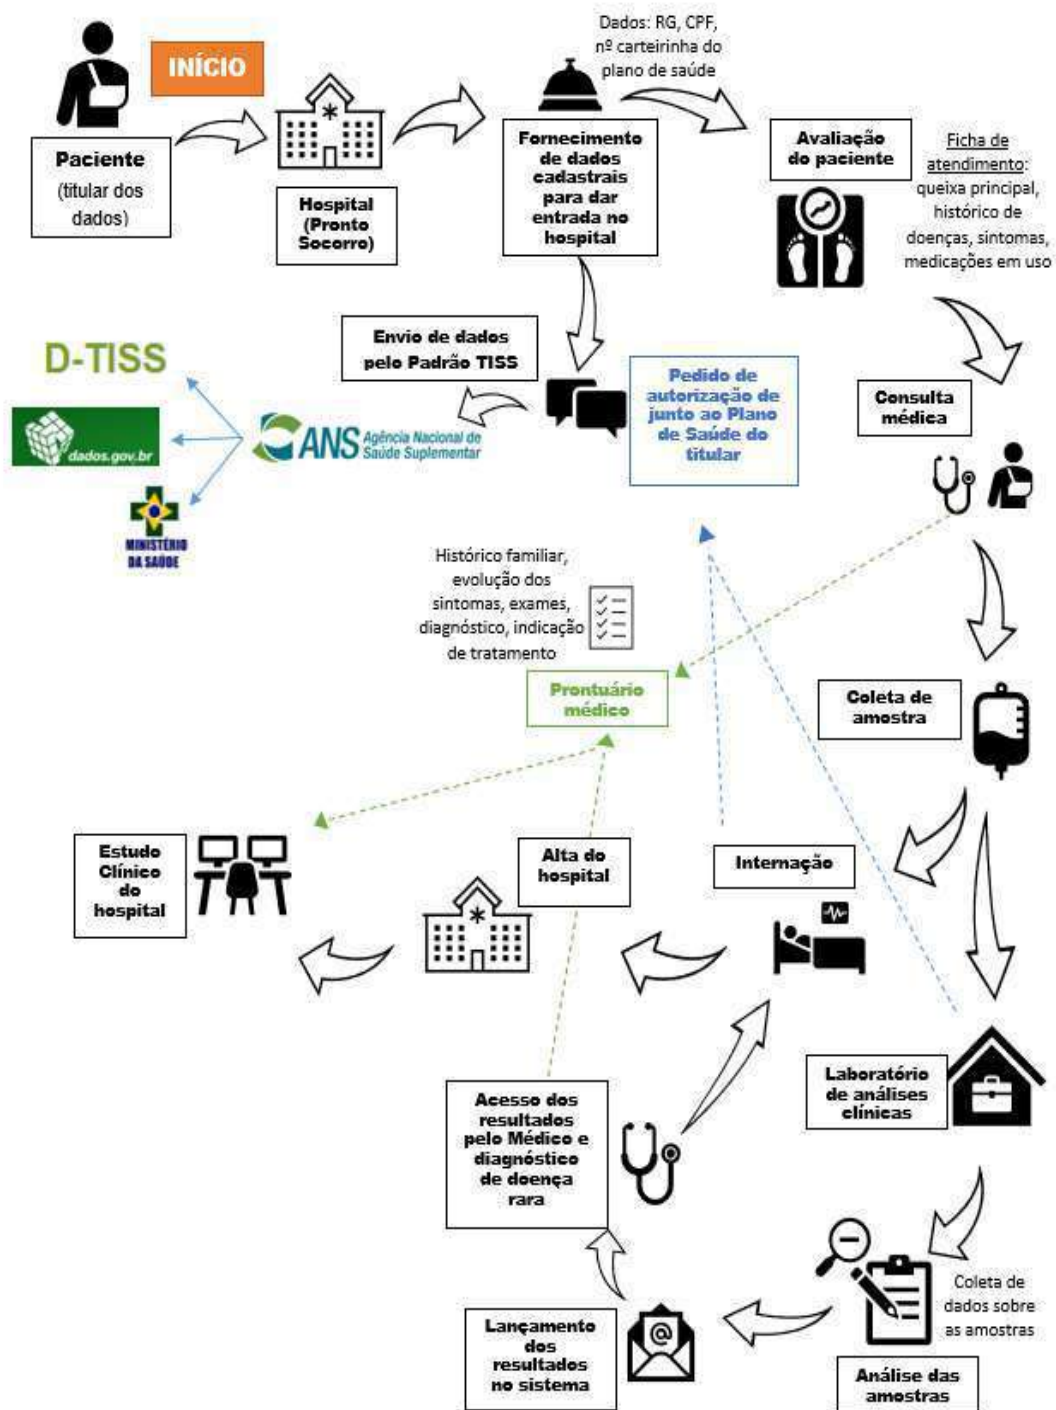 INÍCIO
Paciente
(titular dos
dados)
Hospital
(Pronto
Socorro)
Dados: RG, CPF,
nº carteirinha do
plano de saúde
Fornecimento
de dados
cadastrais
para dar
entrada no
hospital
Avaliação
do paciente
Ficha de
atendimento:
queixa principal,
histórico de
doenças, sintomas,
medicações em uso
Envio de dados
pelo Padrão TISS
Pedido de
autorização de
junto ao Plano
de Saúde do
titular
D-TISS
dados.gov.br
ANS Agência Nacional de
Saúde Suplementar
MINISTÉRIO
DA SAÚDE
Consulta
médica
Histórico familiar,
evolução dos
sintomas, exames,
diagnóstico, indicação
de tratamento
Prontuário
médico
Coleta de
amostra
Estudo
Clínico
do
hospital
Alta do
hospital
Internação
Laboratório
de análises
clínicas
Acesso dos
resultados
pelo Médico e
diagnóstico
de doença
rara
Coleta de
dados sobre
as amostras
Lançamento
dos
resultados
no sistema
@
Análise das
amostras